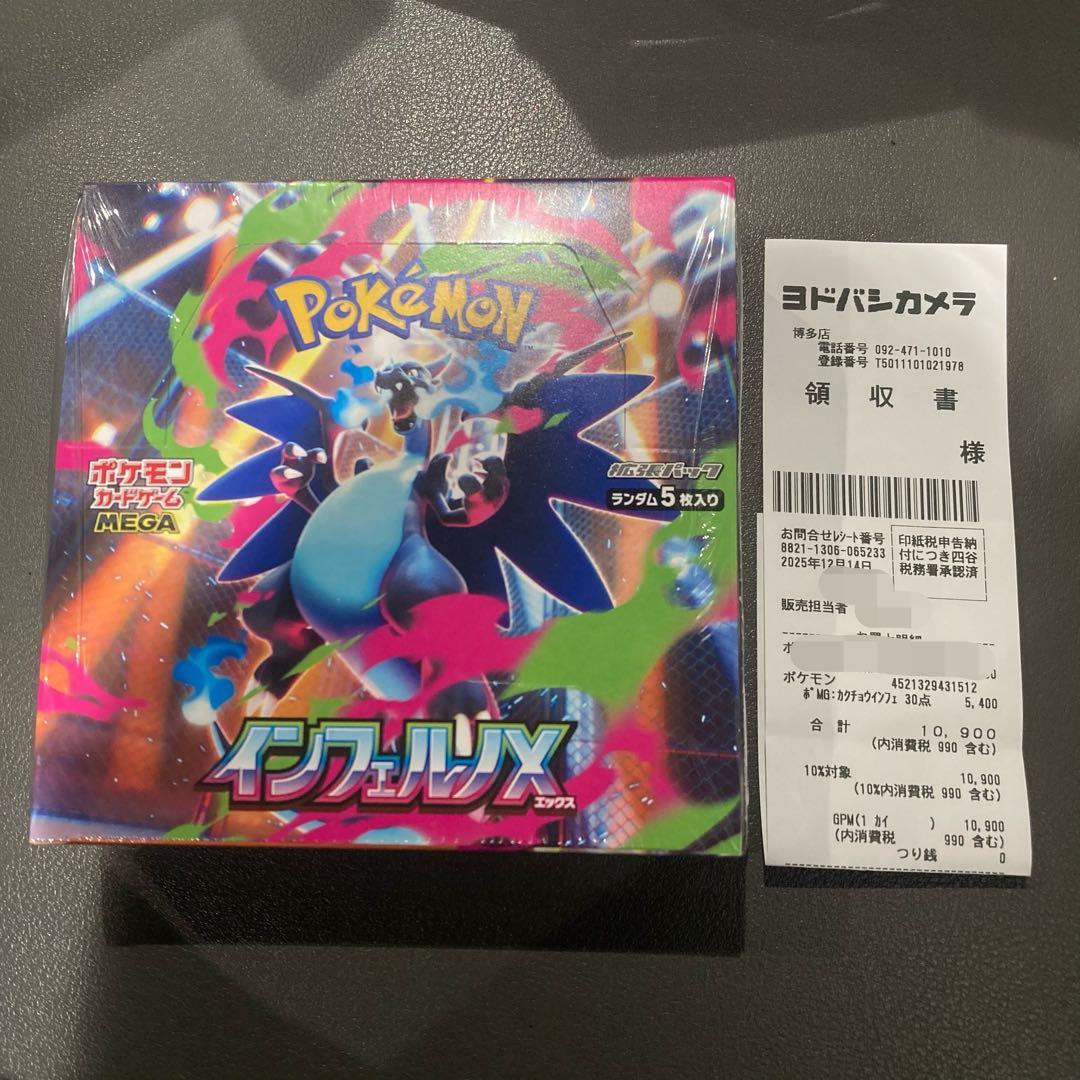 Pokémon
ポケモン
カードゲーム
MEGA
拡張パック
ランダム5枚入り
インフェルノX
エックス
ヨドバシカメラ
博多店
電話番号 092-471-1010
登録番号 T5011101021978
領 収 書
様
お問合せレシート番号
8821-1306-065233
2025年12月14日
印紙税申告納
付につき四谷
税務署承認済
販売担当者
ポ
ポケモン 4521329431512
ポMG:カクチョウインフェ 30点 5,400
合 計 10,900
(内消費税 990 含む)
10%対象 10,900
(10%内消費税 990 含む)
GPM(1 カイ ) 10,900
(内消費税 990 含む)
つり銭 0